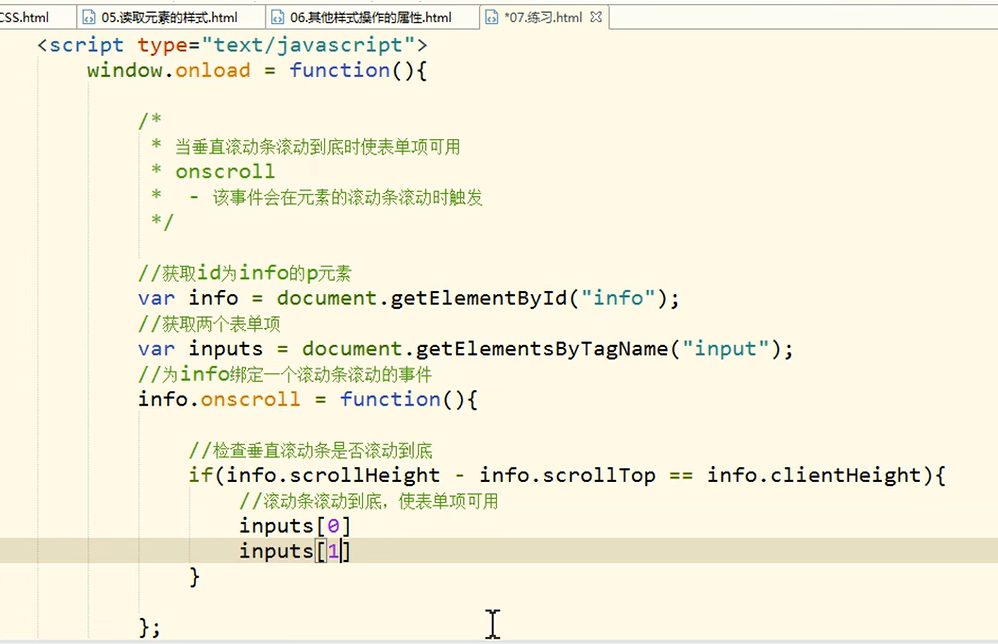 CSS.html 05.读取元素的样式.html 06.其他样式操作的属性.html *07.练习.html
<script type="text/javascript">
window.onload = function(){
/*
* 当垂直滚动条滚动到底时使表单项可用
* onscroll
* - 该事件会在元素的滚动条滚动时触发
*/
//获取id为info的p元素
var info = document.getElementById("info");
//获取两个表单项
var inputs = document.getElementsByTagName("input");
//为info绑定一个滚动条滚动的事件
info.onscroll = function(){
//检查垂直滚动条是否滚动到底
if(info.scrollHeight - info.scrollTop == info.clientHeight){
//滚动条滚动到底，使表单项可用
inputs[0]
inputs[1]
}
};